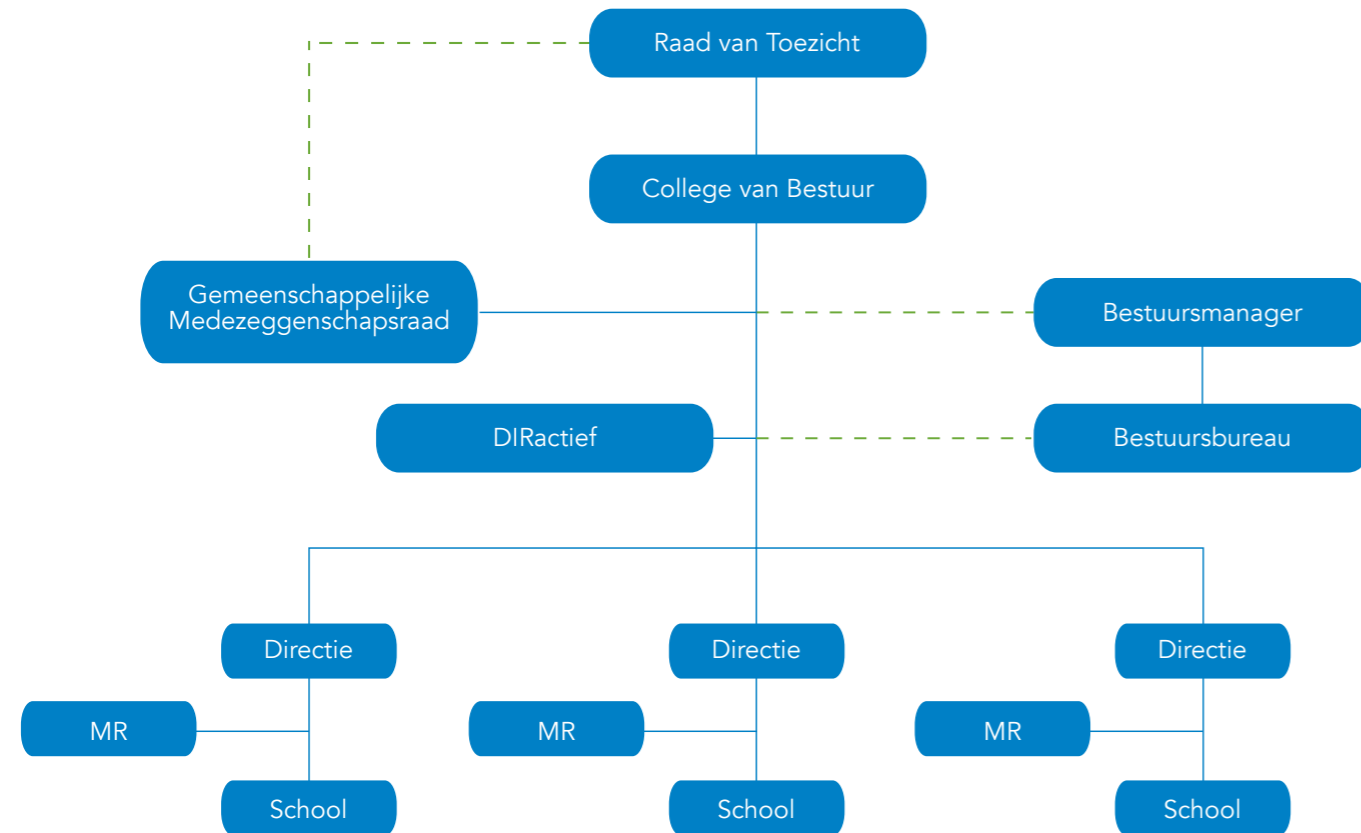 Raad van Toezicht
College van Bestuur
Gemeenschappelijke
Medezeggenschapsraad
Bestuursmanager
DIRactief
Bestuursbureau
Directie
Directie
Directie
MR
MR
MR
School
School
School